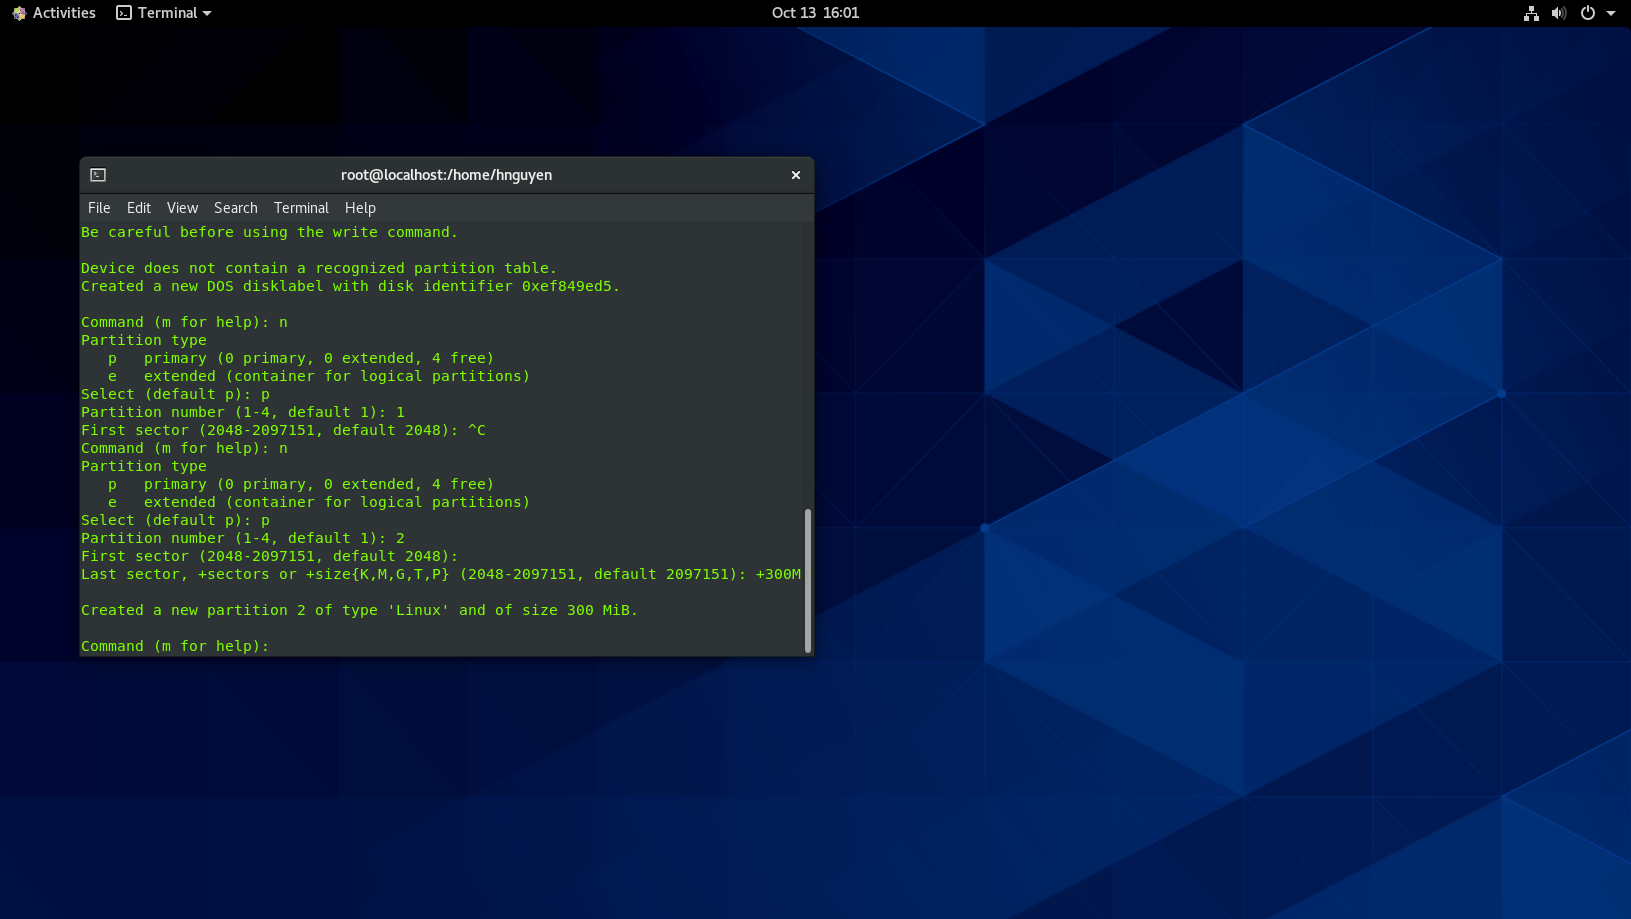 Activities Terminal Oct 13 16:01
root@localhost:/home/hnguyen
File Edit View Search Terminal Help
Be careful before using the write command.
Device does not contain a recognized partition table.
Created a new DOS disklabel with disk identifier 0xef849ed5.
Command (m for help): n
Partition type
   p   primary (0 primary, 0 extended, 4 free)
   e   extended (container for logical partitions)
Select (default p): p
Partition number (1-4, default 1): 1
First sector (2048-2097151, default 2048): ^C
Command (m for help): n
Partition type
   p   primary (0 primary, 0 extended, 4 free)
   e   extended (container for logical partitions)
Select (default p): p
Partition number (1-4, default 1): 2
First sector (2048-2097151, default 2048):
Last sector, +sectors or +size{K,M,G,T,P} (2048-2097151, default 2097151): +300M
Created a new partition 2 of type 'Linux' and of size 300 MiB.
Command (m for help):